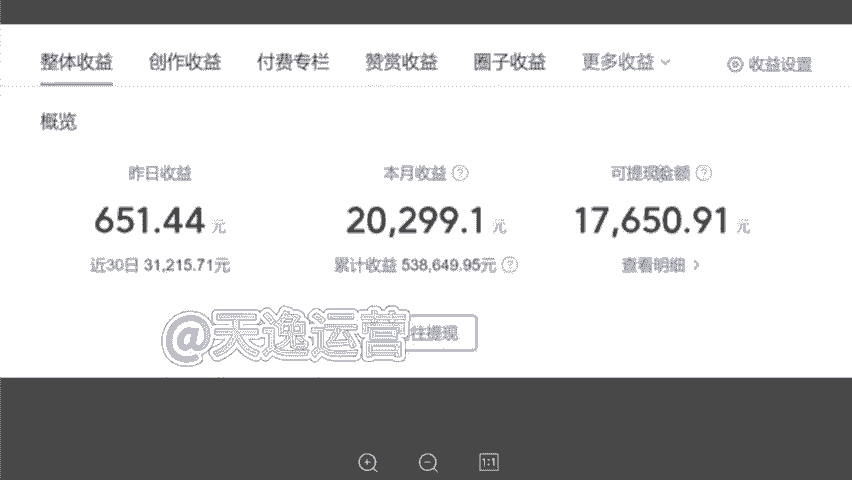 整体收益 创作收益 付费专栏 赞赏收益 圈子收益 更多收益 收益设置
概览
昨日收益 本月收益 可提现金额
651.44 元 20,299.1 元 17,650.91 元
近30日 31,215.71元 累计收益 538,649.95元 查看明细
@天逸运营 往提现
1:1